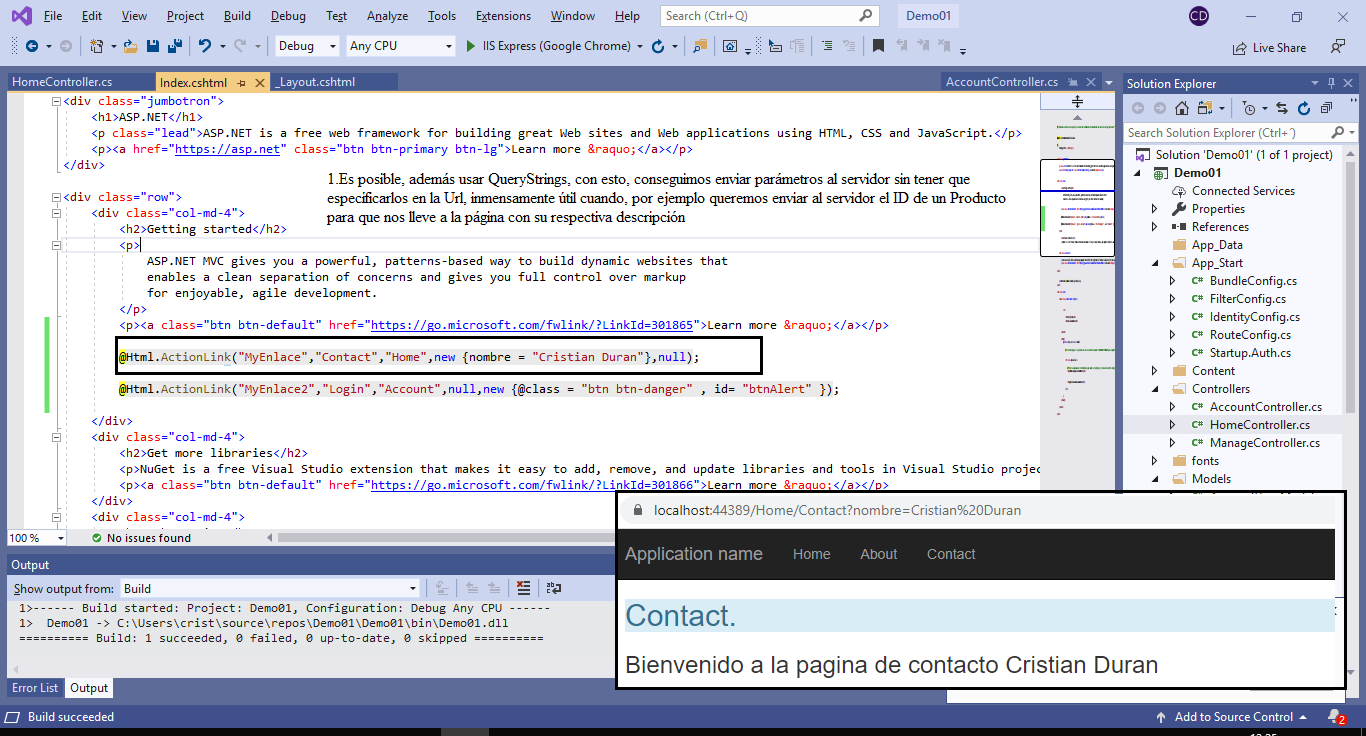 File Edit View Project Build Debug Test Analyze Tools Extensions Window Help Search (Ctrl+Q) Demo01 CD
Debug Any CPU IIS Express (Google Chrome) Live Share
HomeController.cs Index.cshtml _Layout.cshtml AccountController.cs
<div class="jumbotron">
<h1>ASP.NET</h1>
<p class="lead">ASP.NET is a free web framework for building great Web sites and Web applications using HTML, CSS and JavaScript.</p>
<p><a href="https://asp.net" class="btn btn-primary btn-lg">Learn more &raquo;</a></p>
</div>
1.Es posible, además usar QueryStrings, con esto, conseguimos enviar parámetros al servidor sin tener que
especificarlos en la Url, inmensamente útil cuando, por ejemplo queremos enviar al servidor el ID de un Producto
para que nos lleve a la página con su respectiva descripción
<div class="row">
<div class="col-md-4">
<h2>Getting started</h2>
<p>
ASP.NET MVC gives you a powerful, patterns-based way to build dynamic websites that
enables a clean separation of concerns and gives you full control over markup
for enjoyable, agile development.
</p>
<p><a class="btn btn-default" href="https://go.microsoft.com/fwlink/?LinkId=301865">Learn more &raquo;</a></p>
@Html.ActionLink("MyEnlace","Contact","Home",new {nombre = "Cristian Duran"},null);
@Html.ActionLink("MyEnlace2","Login","Account",null,new {@class = "btn btn-danger" , id= "btnAlert" });
</div>
<div class="col-md-4">
<h2>Get more libraries</h2>
<p>NuGet is a free Visual Studio extension that makes it easy to add, remove, and update libraries and tools in Visual Studio projec
<p><a class="btn btn-default" href="https://go.microsoft.com/fwlink/?LinkId=301866">Learn more &raquo;</a></p>
</div>
<div class="col-md-4">
100 % No issues found
Solution Explorer
Search Solution Explorer (Ctrl+´)
Solution 'Demo01' (1 of 1 project)
Demo01
Connected Services
Properties
References
App_Data
App_Start
BundleConfig.cs
FilterConfig.cs
IdentityConfig.cs
RouteConfig.cs
Startup.Auth.cs
Content
Controllers
AccountController.cs
HomeController.cs
ManageController.cs
fonts
Models
Output
Show output from: Build
1>------ Build started: Project: Demo01, Configuration: Debug Any CPU ------
1> Demo01 -> C:\Users\crist\source\repos\Demo01\Demo01\bin\Demo01.dll
========== Build: 1 succeeded, 0 failed, 0 up-to-date, 0 skipped ==========
Error List Output
localhost:44389/Home/Contact?nombre=Cristian%20Duran
Application name Home About Contact
Contact.
Bienvenido a la pagina de contacto Cristian Duran
Build succeeded Add to Source Control 2